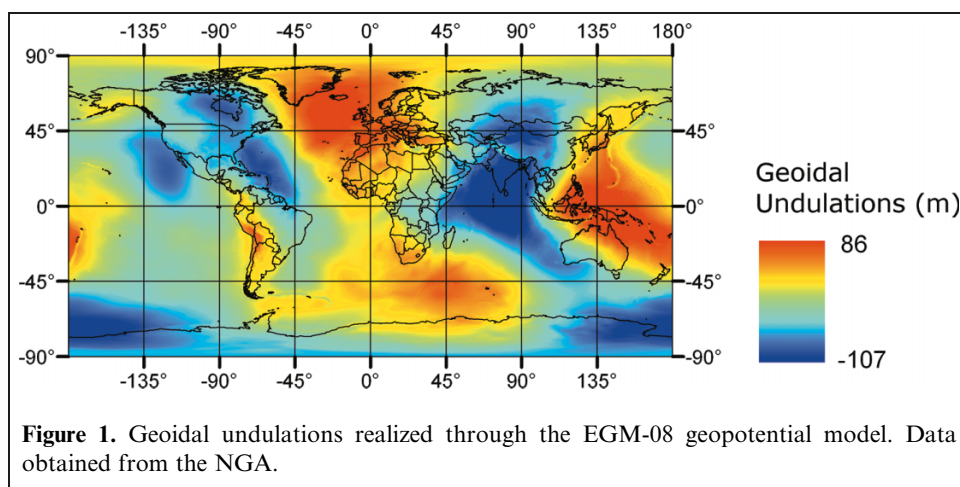 -135° -90° -45° 0° 45° 90° 135° 180°
90° 90°
45° 45°
0° 0°
-45° -45°
-90° -90°
-135° -90° -45° 0° 45° 90° 135°
Geoidal
Undulations (m)
86
-107
Figure 1. Geoidal undulations realized through the EGM-08 geopotential model. Data
obtained from the NGA.